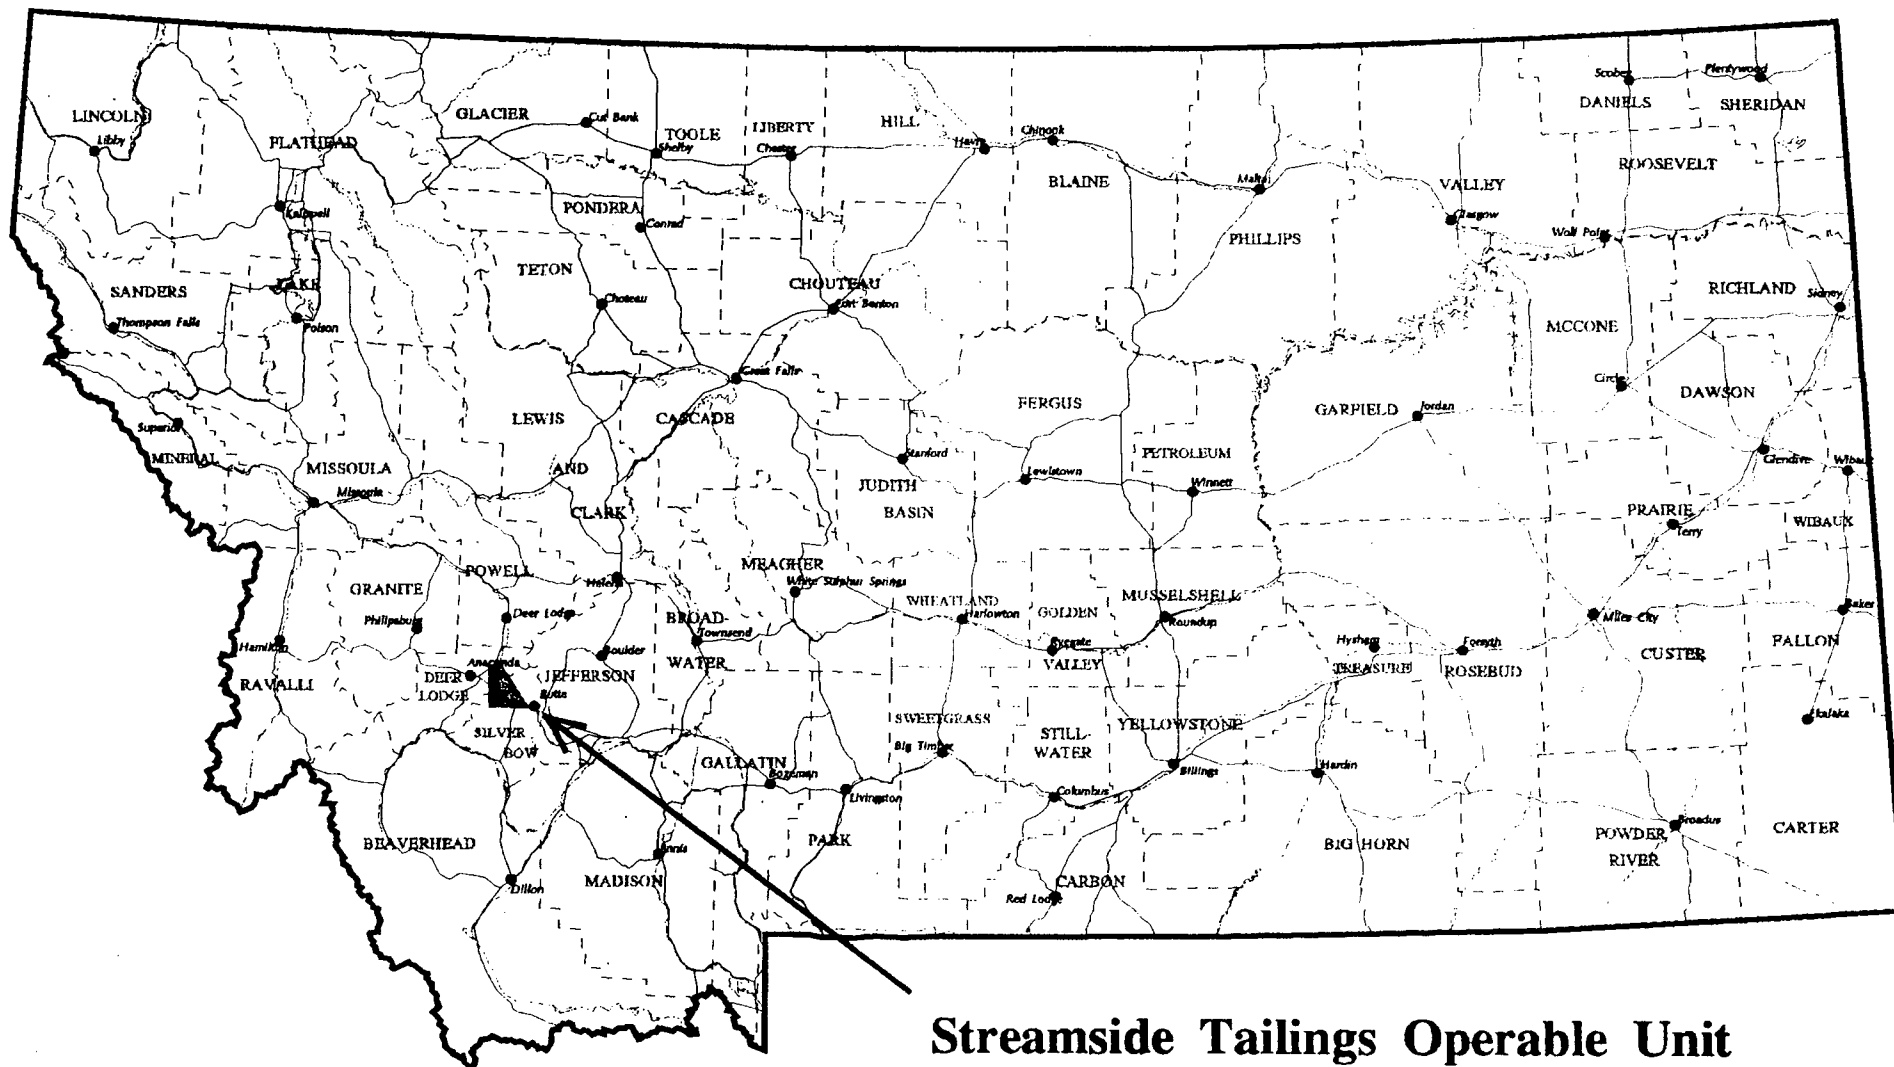 Scobey
Plentywood
DANIELS
SHERIDAN
LINCOLN
Libby
GLACIER
Cut Bank
TOOLE
Shelby
LIBERTY
Chester
HILL
Havre
Chinook
FLATHEAD
BLAINE
Malta
VALLEY
ROOSEVELT
Kalispell
PONDERA
Conrad
Glasgow
Wolf Point
PHILLIPS
TETON
SANDERS
LAKE
CHOUTEAU
Choteau
Fort Benton
RICHLAND
Sidney
Thompson Falls
Polson
MCCONE
Great Falls
Circle
DAWSON
LEWIS
CASCADE
FERGUS
GARFIELD
Jordan
Superior
MINERAL
MISSOULA
AND
Stanford
PETROLEUM
Glendive
Wibaux
Missoula
JUDITH
Lewistown
Winnett
CLARK
BASIN
PRAIRIE
WIBAUX
Terry
POWELL
MEAGHER
GRANITE
Helena
White Sulphur Springs
Philipsburg
Deer Lodge
BROAD-
WHEATLAND
GOLDEN
MUSSELSHELL
Miles City
Baker
Townsend
Harlowton
Roundup
Hamilton
Boulder
WATER
Ryegate
VALLEY
Hysham
Forsyth
FALLON
Anaconda
DEER
JEFFERSON
TREASURE
ROSEBUD
CUSTER
RAVALLI
LODGE
Butte
SILVER
BOW
SWEETGRASS
STILL-
WATER
YELLOWSTONE
Ekalaka
Big Timber
GALLATIN
Bozeman
Livingston
Columbus
Billings
Hardin
BEAVERHEAD
Ennis
PARK
BIG HORN
POWDER
RIVER
Broadus
CARTER
Dillon
MADISON
CARBON
Red Lodge
Streamside Tailings Operable Unit